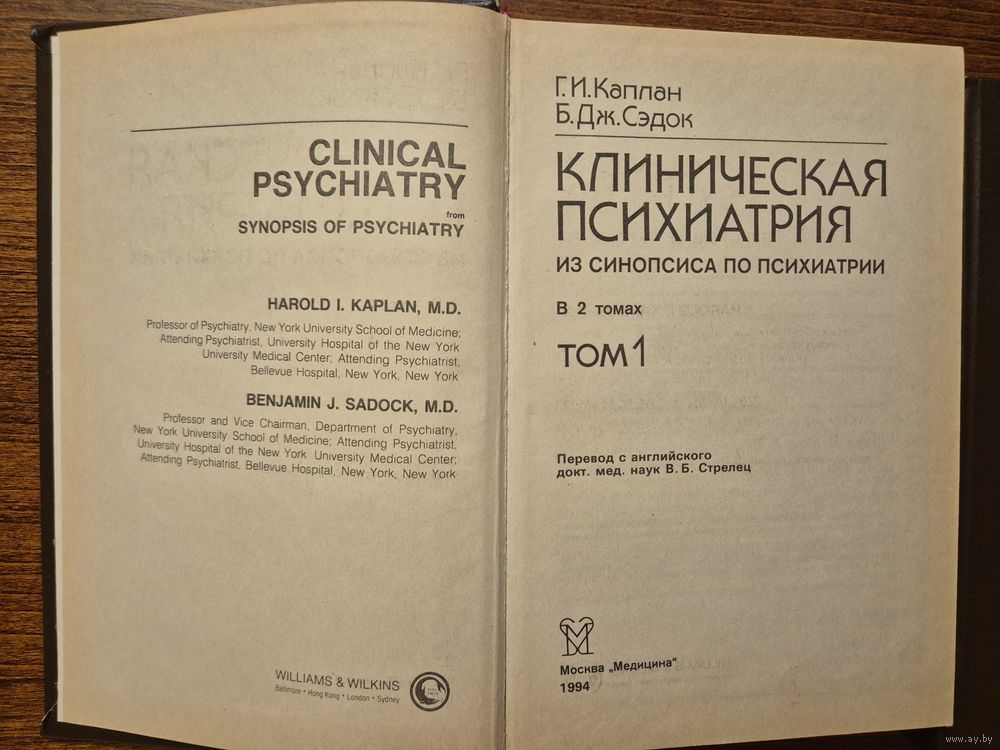 CLINICAL
PSYCHIATRY
from
SYNOPSIS OF PSYCHIATRY
HAROLD I. KAPLAN, M.D.
Professor of Psychiatry, New York University School of Medicine;
Attending Psychiatrist, University Hospital of the New York
University Medical Center; Attending Psychiatrist,
Bellevue Hospital, New York, New York
BENJAMIN J. SADOCK, M.D.
Professor and Vice Chairman, Department of Psychiatry,
New York University School of Medicine; Attending Psychiatrist,
University Hospital of the New York University Medical Center;
Attending Psychiatrist, Bellevue Hospital, New York, New York
WILLIAMS & WILKINS
Baltimore • Hong Kong • London • Sydney
Г.И.Каплан
Б.Дж.Сэдок
КЛИНИЧЕСКАЯ
ПСИХИАТРИЯ
ИЗ СИНОПСИСА ПО ПСИХИАТРИИ
В 2 томах
ТОМ 1
Перевод с английского
докт. мед. наук В. Б. Стрелец
Москва „Медицина"
1994
www.ay.by